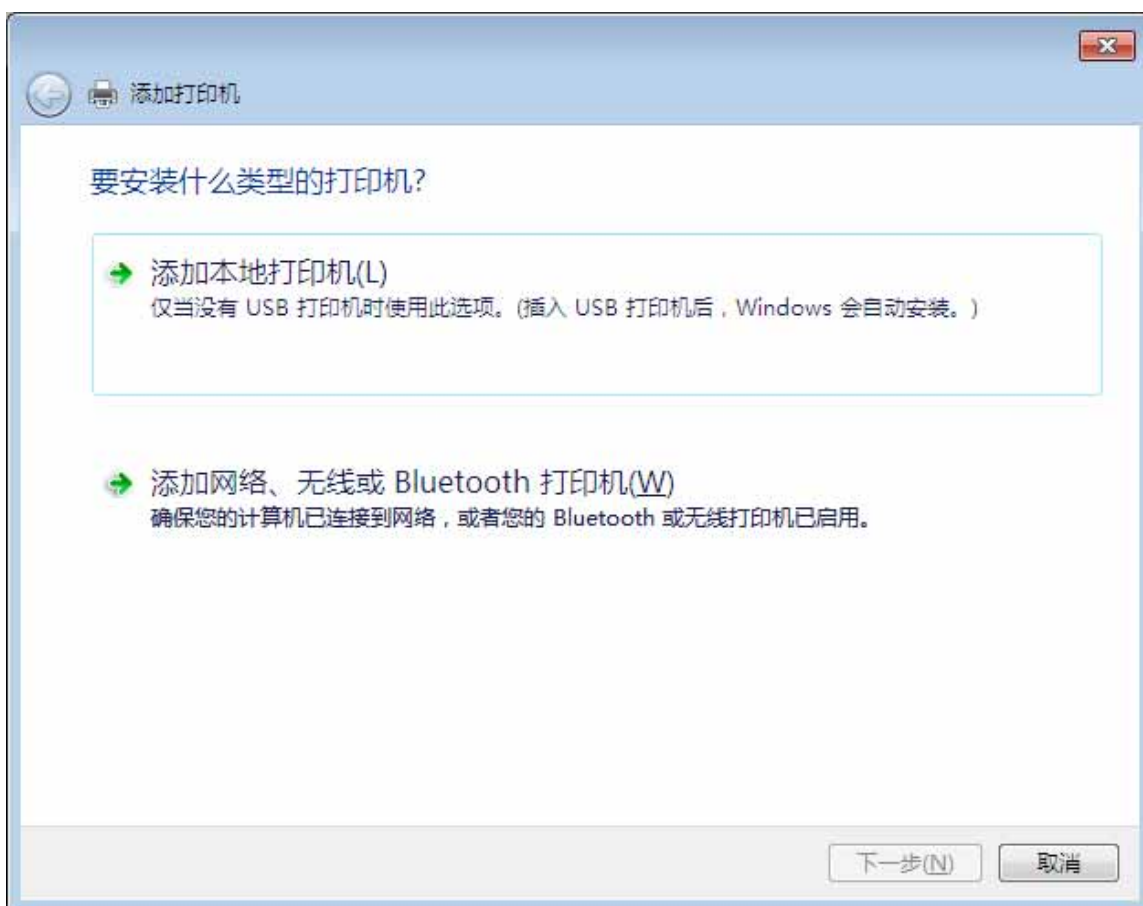 添加打印机
要安装什么类型的打印机?
添加本地打印机(L)
仅当没有 USB 打印机时使用此选项。(插入 USB 打印机后，Windows 会自动安装。)
添加网络、无线或 Bluetooth 打印机(W)
确保您的计算机已连接到网络，或者您的 Bluetooth 或无线打印机已启用。
下一步(N)
取消